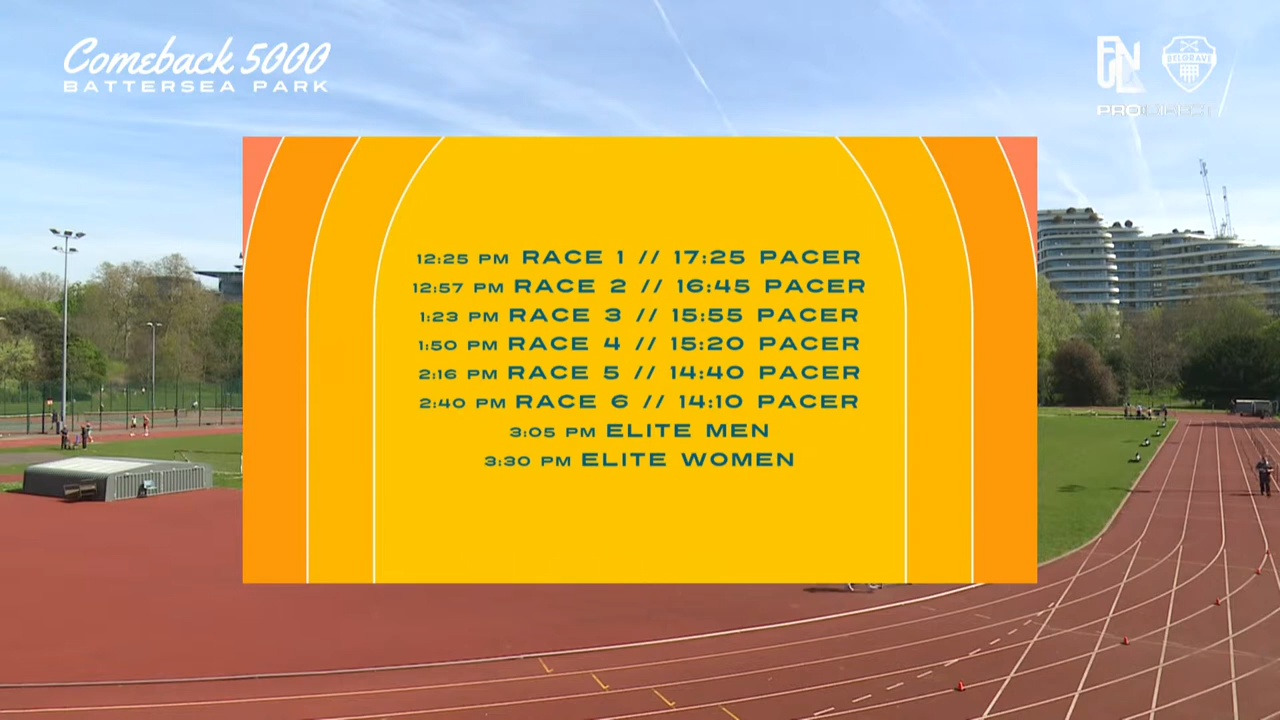 Comeback 5000
BATTERSEA PARK
BELGRAVE
12:25 PM RACE 1 // 17:25 PACER
12:57 PM RACE 2 // 16:45 PACER
1:23 PM RACE 3 // 15:55 PACER
1:50 PM RACE 4 // 15:20 PACER
2:16 PM RACE 5 // 14:40 PACER
2:40 PM RACE 6 // 14:10 PACER
3:05 PM ELITE MEN
3:30 PM ELITE WOMEN